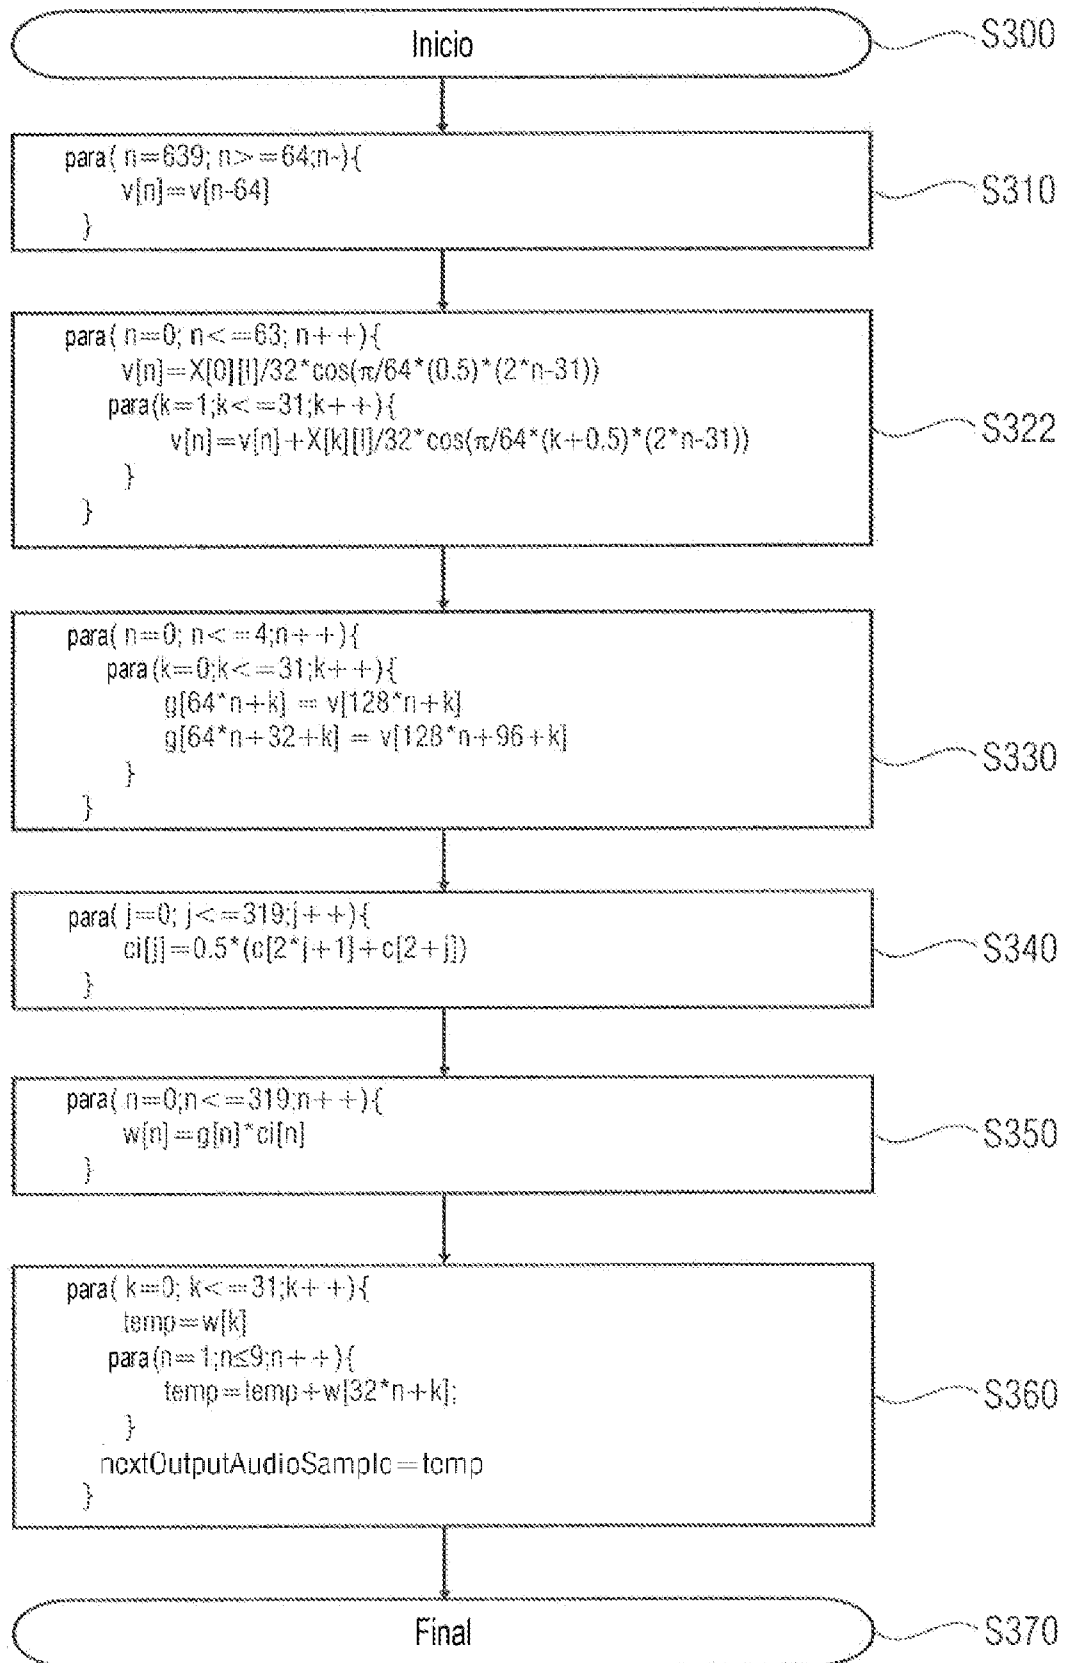 Inicio
S300
para( n=639; n>=64;n-){
v[n]=v[n-64]
}
S310
para( n=0; n<=63; n++){
v[n]=X[0][l]/32*cos(π/64*(0.5)*(2*n-31))
para(k=1;k<=31;k++){
v[n]=v[n]+X[k][l]/32*cos(π/64*(k+0.5)*(2*n-31))
}
}
S322
para( n=0; n<=4;n++){
para(k=0;k<=31;k++){
g[64*n+k] = v[128*n+k]
g[64*n+32+k] = v[128*n+96+k]
}
}
S330
para( j=0; j<=319;j++){
ci[j]=0.5*(c[2*j+1]+c[2+j])
}
S340
para( n=0;n<=319;n++){
w[n]=g[n]*ci[n]
}
S350
para( k=0; k<=31;k++){
temp=w[k]
para(n=1;n≤9;n++){
temp=temp+w[32*n+k];
}
nextOutputAudioSample=temp
}
S360
Final
S370